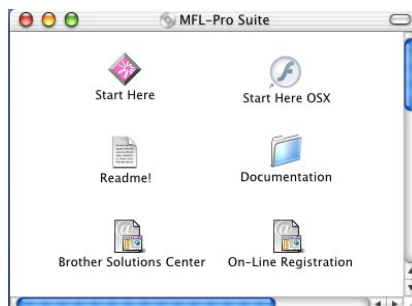 MFL-Pro Suite
Start Here
Start Here OSX
Readme!
Documentation
Brother Solutions Center
On-Line Registration